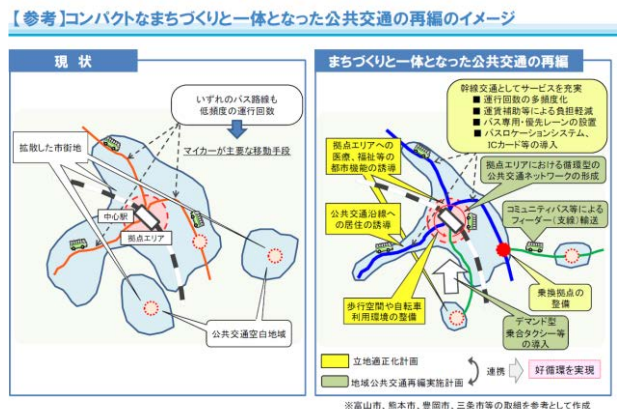 【参考】コンパクトなまちづくりと一体となった公共交通の再編のイメージ
現 状
いずれのバス路線も
低頻度の運行回数
マイカーが主要な移動手段
拡散した市街地
中心駅
拠点エリア
公共交通空白地域
まちづくりと一体となった公共交通の再編
幹線交通としてサービスを充実
■ 運行回数の多頻度化
■ 運賃補助等による負担軽減
■ バス専用・優先レーンの設置
■ バスロケーションシステム、
ICカード等の導入
拠点エリアへの
医療、福祉等の
都市機能の誘導
拠点エリアにおける循環型の
公共交通ネットワークの形成
公共交通沿線へ
の居住の誘導
コミュニティバス等による
フィーダー(支線)輸送
歩行空間や自転車
利用環境の整備
乗換拠点の
整備
デマンド型
乗合タクシー等
の導入
立地適正化計画
地域公共交通再編実施計画
連携
好循環を実現
※富山市、熊本市、豊岡市、三条市等の取組を参考として作成